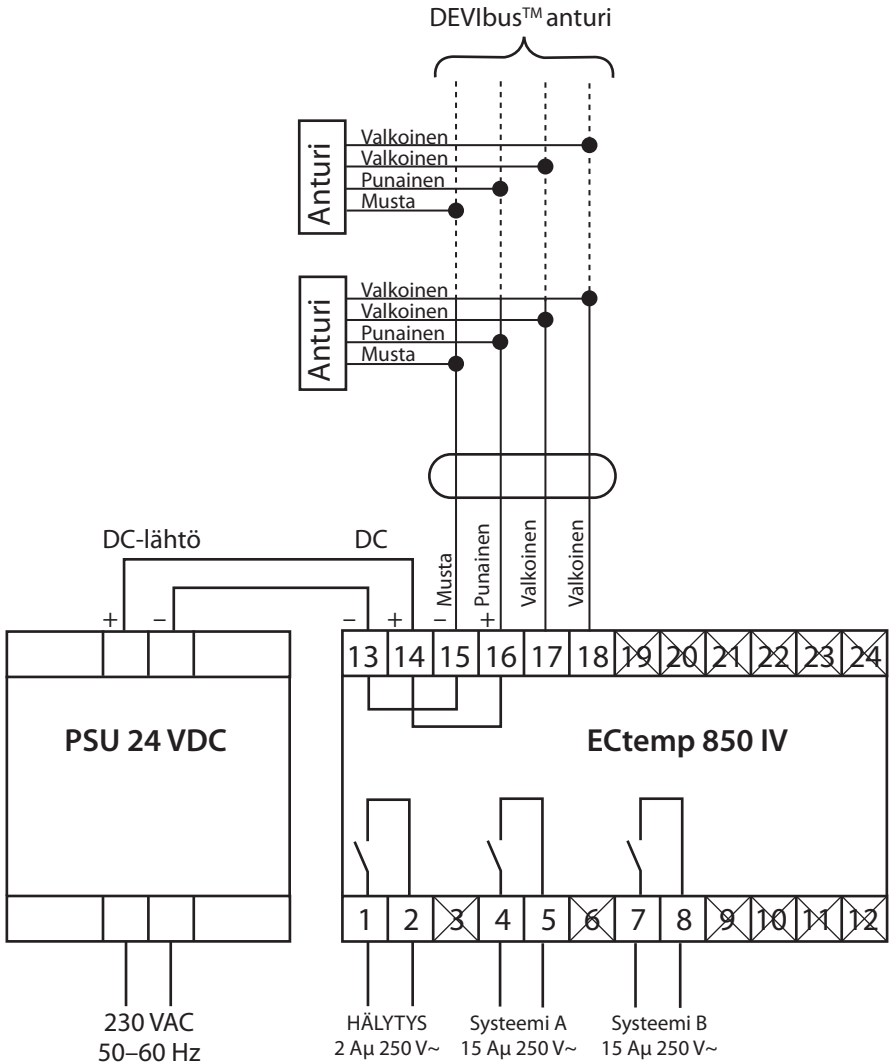 DEVIbus™ anturi
Anturi
Valkoinen
Valkoinen
Punainen
Musta
Anturi
Valkoinen
Valkoinen
Punainen
Musta
DC-lähtö
DC
Musta
Punainen
Valkoinen
Valkoinen
+ – – + – +
13 14 15 16 17 18 19 20 21 22 23 24
PSU 24 VDC
ECtemp 850 IV
1 2 3 4 5 6 7 8 9 10 11 12
230 VAC
50–60 Hz
HÄLYTYS
2 Aµ 250 V~
Systeemi A
15 Aµ 250 V~
Systeemi B
15 Aµ 250 V~